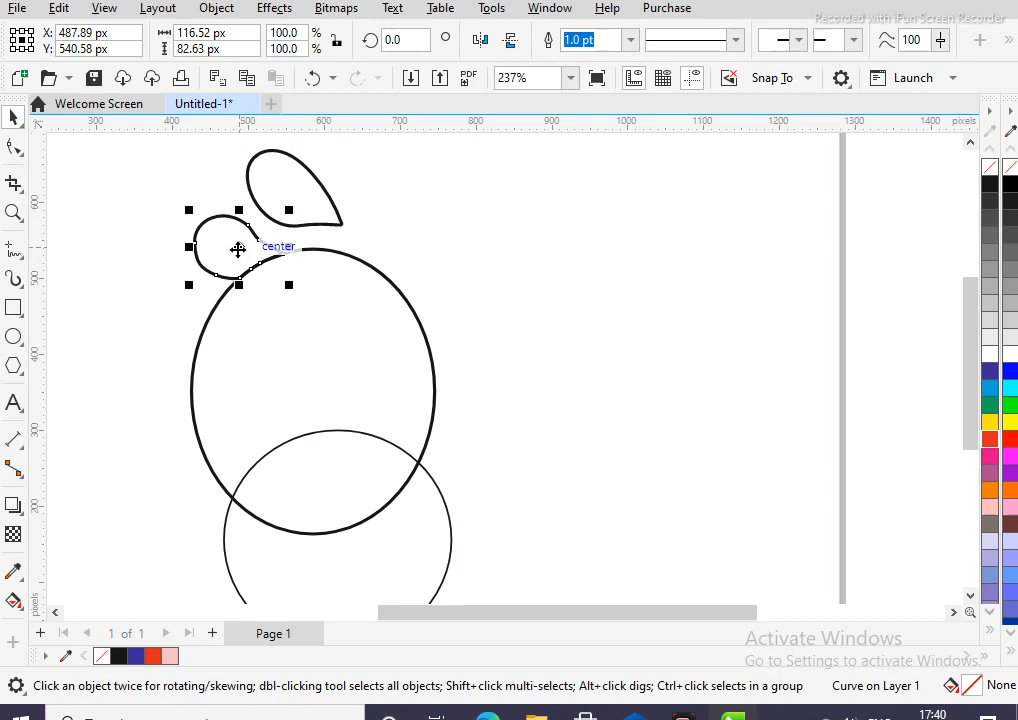 File Edit View Layout Object Effects Bitmaps Text Table Tools Window Help Purchase
Recorded with iFun Screen Recorder
X: 487.89 px 116.52 px 100.0 % 0.0 1.0 pt 100
Y: 540.58 px 82.63 px 100.0 %
PDF 237% Snap To Launch
Welcome Screen Untitled-1*
300 400 500 600 700 800 900 1000 1100 1200 1300 1400 pixels
600
center
500
400
300
200
pixels
1 of 1 Page 1
Activate Windows
Go to Settings to activate Windows.
Click an object twice for rotating/skewing; dbl-clicking tool selects all objects; Shift+click multi-selects; Alt+click digs; Ctrl+click selects in a group Curve on Layer 1 None
17:40